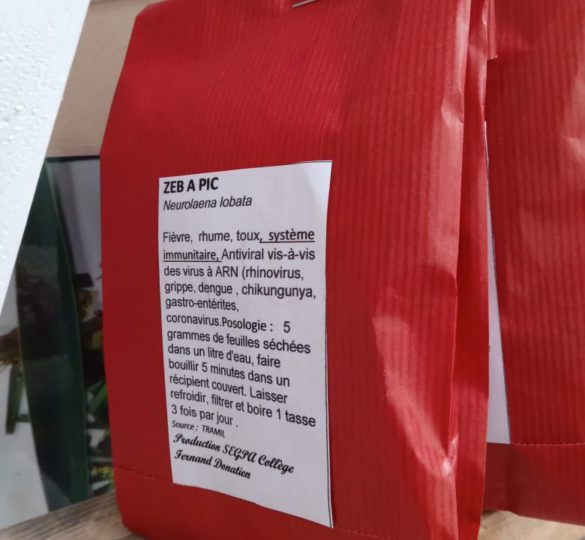 ZEB A PIC
Neurolaena lobata
Fièvre, rhume, toux, système
immunitaire, Antiviral vis-à-vis
des virus à ARN (rhinovirus,
grippe, dengue , chikungunya,
gastro-entérites,
coronavirus.Posologie : 5
grammes de feuilles séchées
dans un litre d'eau, faire
bouillir 5 minutes dans un
récipient couvert. Laisser
refroidir, filtrer et boire 1 tasse
3 fois par jour .
Source ; TRAMIL
Production SEGPA Collège
Fernand Donatien